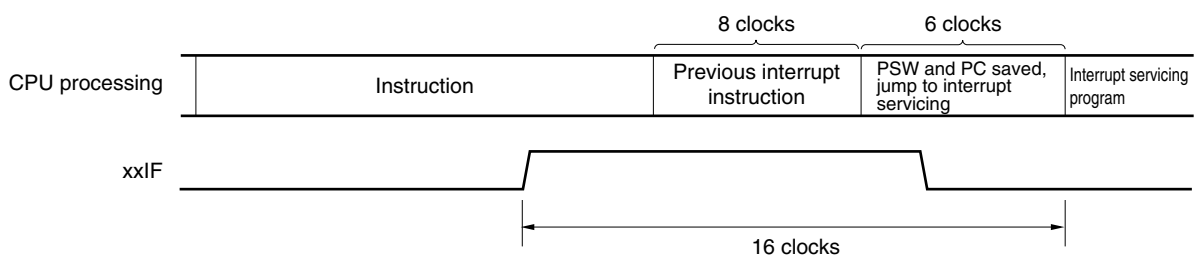 8 clocks
6 clocks
CPU processing
Instruction
Previous interrupt
instruction
PSW and PC saved,
jump to interrupt
servicing
Interrupt servicing
program
xxIF
16 clocks